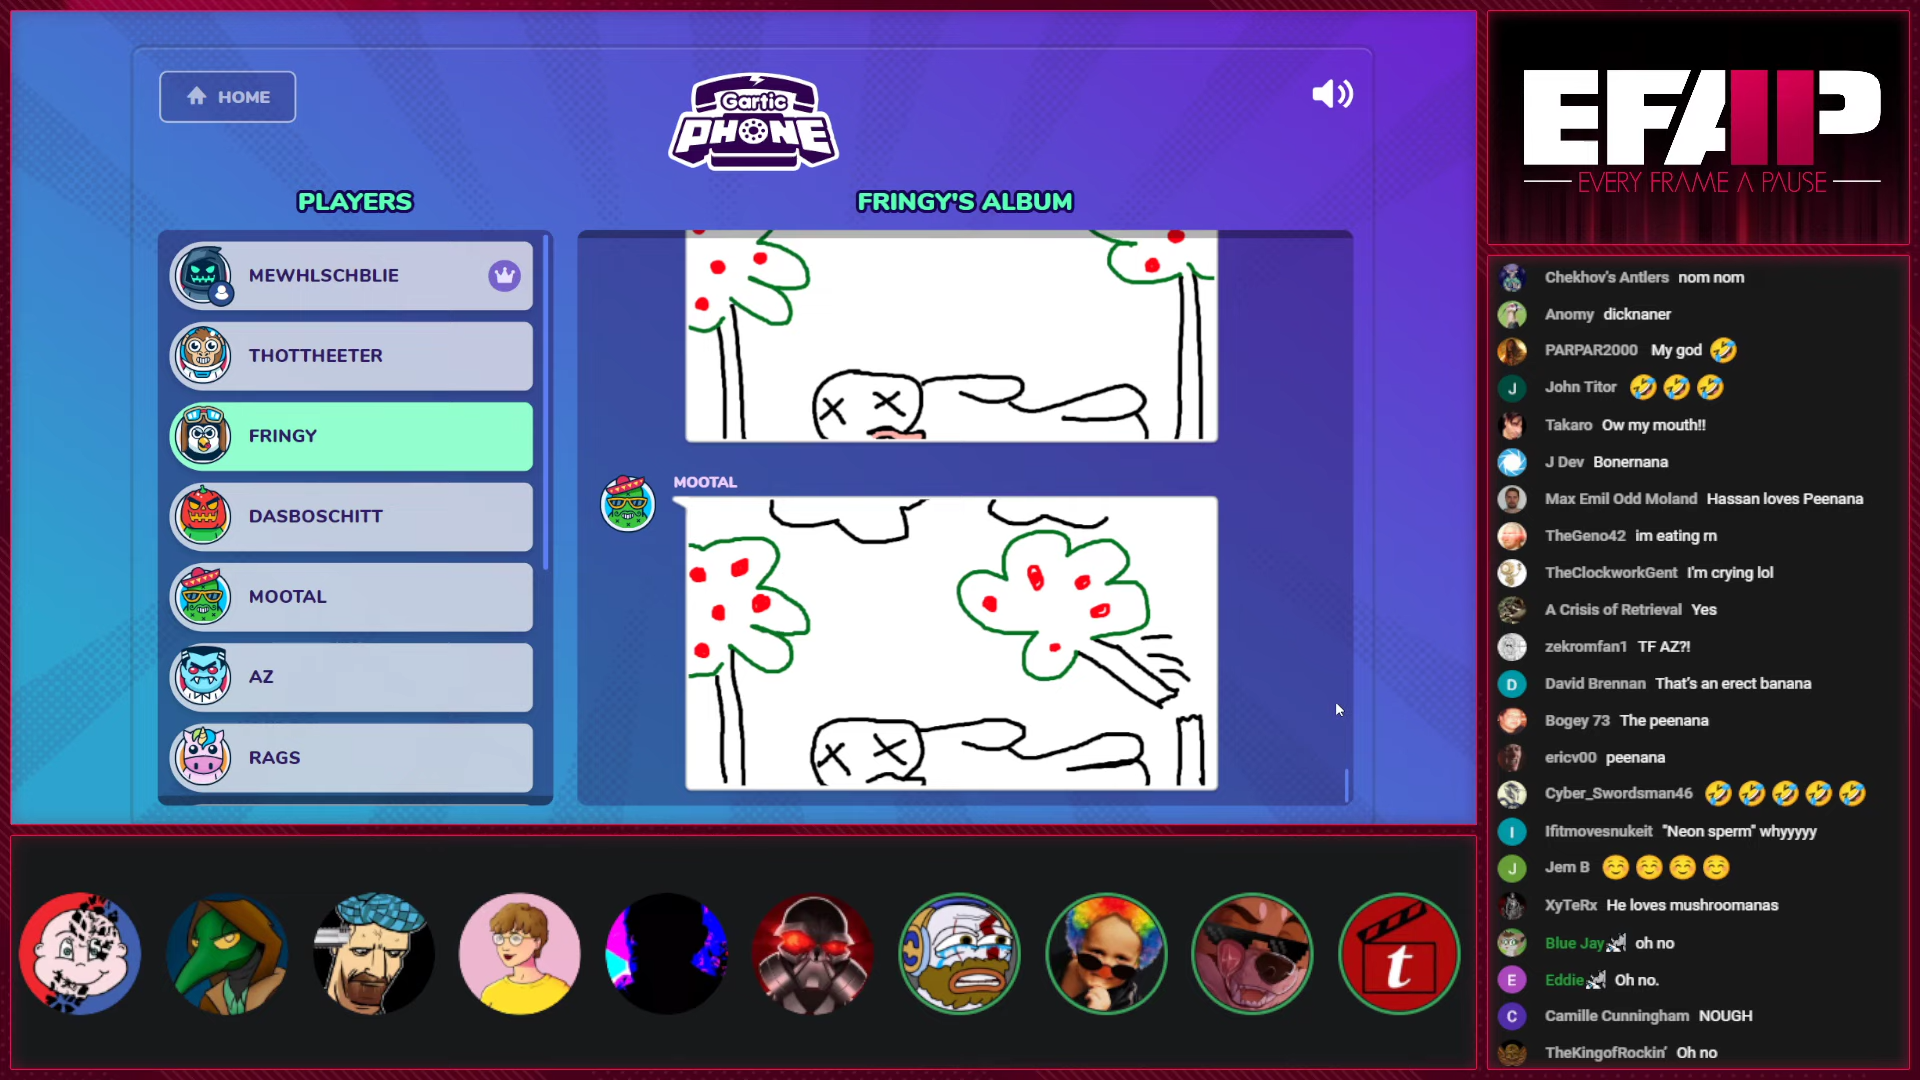 HOME
Gartic
PHONE
PLAYERS
FRINGY'S ALBUM
MEWHLSCHBLIE
THOTTHEETER
FRINGY
DASBOSCHITT
MOOTAL
AZ
RAGS
MOOTAL
EFAP
EVERY FRAME A PAUSE
Chekhov's Antlers nom nom
Anomy dicknaner
PARPAR2000 My god 🤣
J John Titor 🤣🤣🤣
Takaro Ow my mouth!!
J Dev Bonernana
Max Emil Odd Moland Hassan loves Peenana
TheGeno42 im eating rn
TheClockworkGent I'm crying lol
A Crisis of Retrieval Yes
zekromfan1 TF AZ?!
D David Brennan That's an erect banana
Bogey 73 The peenana
ericv00 peenana
Cyber_Swordsman46 🤣🤣🤣🤣🤣
I Ifitmovesnukeit "Neon sperm" whyyyyy
J Jem B ☺️☺️☺️☺️
XyTeRx He loves mushroomanas
Blue Jay oh no
E Eddie Oh no.
C Camille Cunningham NOUGH
TheKingofRockin' Oh no
t